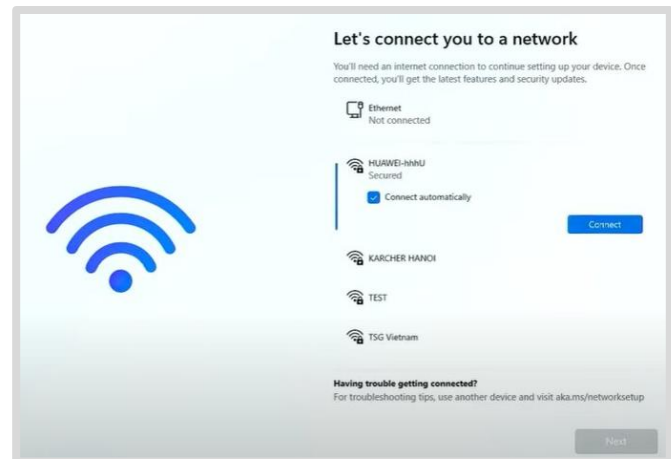 Let's connect you to a network
You'll need an internet connection to continue setting up your device. Once
connected, you'll get the latest features and security updates.
Ethernet
Not connected
HUAWEI-hhhU
Secured
Connect automatically
Connect
KARCHER HANOI
TEST
TSG Vietnam
Having trouble getting connected?
For troubleshooting tips, use another device and visit aka.ms/networksetup
Next